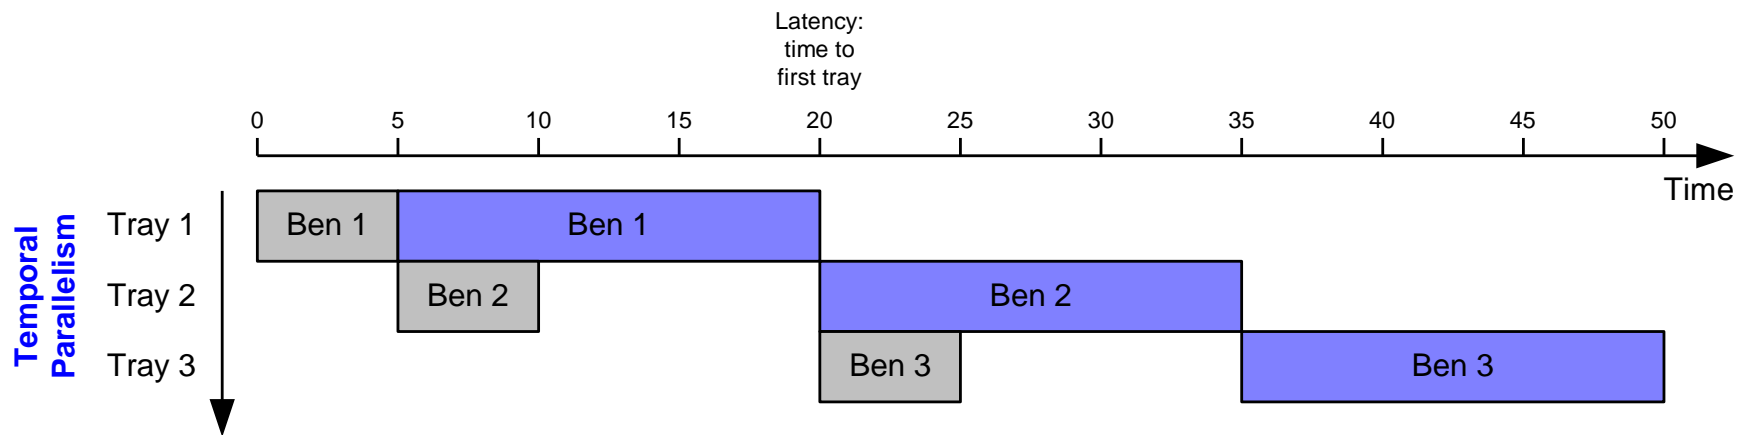 Latency:
time to
first tray
0 5 10 15 20 25 30 35 40 45 50
Time
Temporal
Parallelism
Tray 1 Ben 1 Ben 1
Tray 2 Ben 2 Ben 2
Tray 3 Ben 3 Ben 3